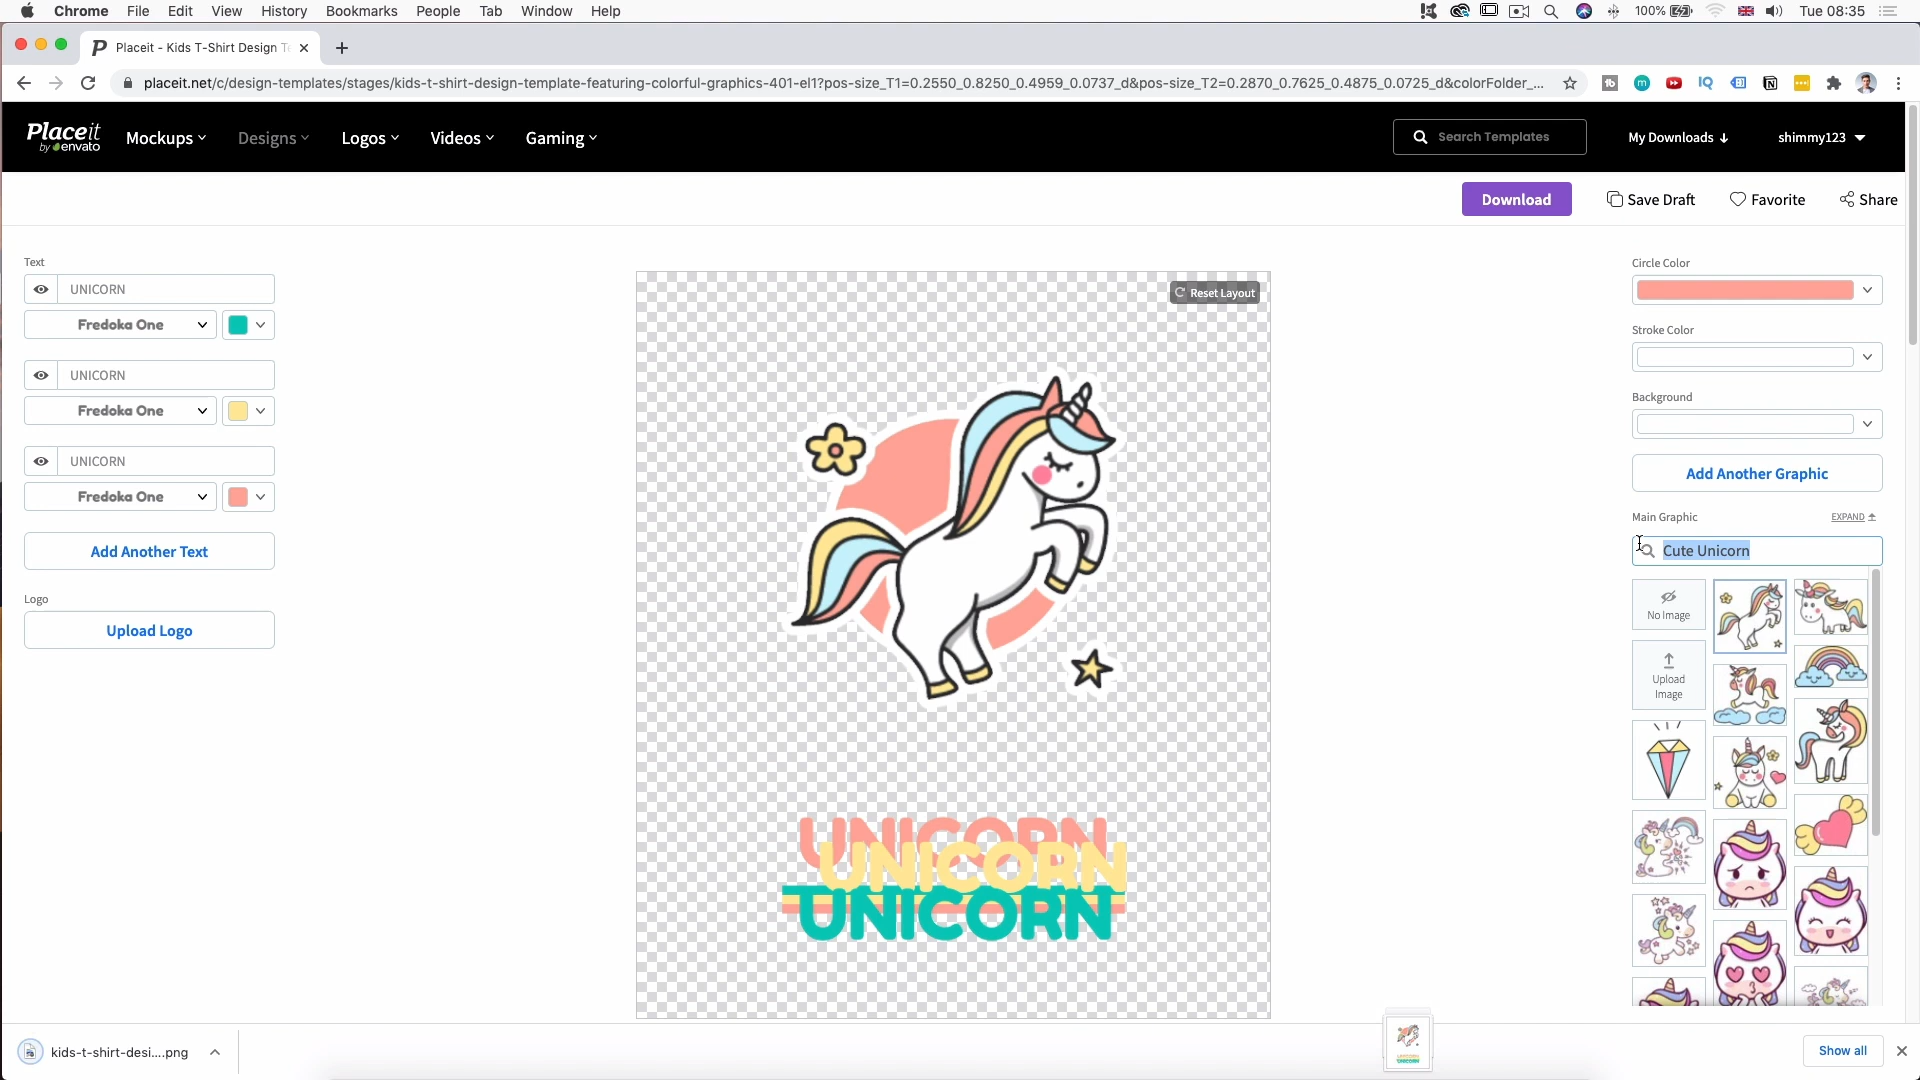 Chrome File Edit View History Bookmarks People Tab Window Help 100% Tue 08:35
Placeit - Kids T-Shirt Design Te
placeit.net/c/design-templates/stages/kids-t-shirt-design-template-featuring-colorful-graphics-401-el1?pos-size_T1=0.2550_0.8250_0.4959_0.0737_d&pos-size_T2=0.2870_0.7625_0.4875_0.0725_d&colorFolder_...
Placeit
by envato
Mockups Designs Logos Videos Gaming Search Templates My Downloads shimmy123
Download Save Draft Favorite Share
Text
UNICORN
Fredoka One
UNICORN
Fredoka One
UNICORN
Fredoka One
Add Another Text
Logo
Upload Logo
Reset Layout
UNICORN
UNICORN
UNICORN
Circle Color
Stroke Color
Background
Add Another Graphic
Main Graphic EXPAND
Cute Unicorn
No Image
Upload
Image
kids-t-shirt-desi....png
Show all